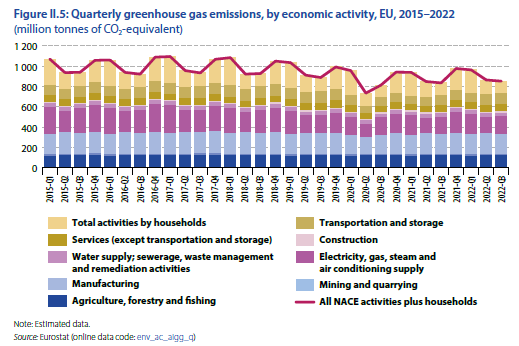 Figure II.5: Quarterly greenhouse gas emissions, by economic activity, EU, 2015–2022
(million tonnes of CO₂-equivalent)
1 200
1 000
800
600
400
200
0
2015-Q1
2015-Q2
2015-Q3
2015-Q4
2016-Q1
2016-Q2
2016-Q3
2016-Q4
2017-Q1
2017-Q2
2017-Q3
2017-Q4
2018-Q1
2018-Q2
2018-Q3
2018-Q4
2019-Q1
2019-Q2
2019-Q3
2019-Q4
2020-Q1
2020-Q2
2020-Q3
2020-Q4
2021-Q1
2021-Q2
2021-Q3
2021-Q4
2022-Q1
2022-Q2
2022-Q3
Total activities by households
Services (except transportation and storage)
Water supply; sewerage, waste management
and remediation activities
Manufacturing
Agriculture, forestry and fishing
Transportation and storage
Construction
Electricity, gas, steam and
air conditioning supply
Mining and quarrying
All NACE activities plus households
Note: Estimated data.
Source: Eurostat (online data code: env_ac_aigg_q)